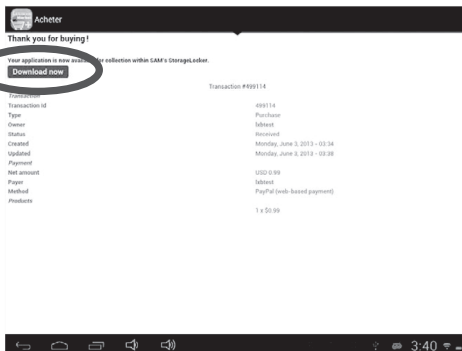 Acheter
Thank you for buying!
Your application is now available for collection within SAM's StorageLocker.
Download now
Transaction #499114
Transaction
Transaction Id 499114
Type Purchase
Owner
Status Received
Created Monday, June 3, 2013 - 03:34
Updated Monday, June 3, 2013 - 03:38
Payment
Net amount USD 0.99
Payer
Method PayPal (web-based payment)
Products
1 x $0.99
3:40